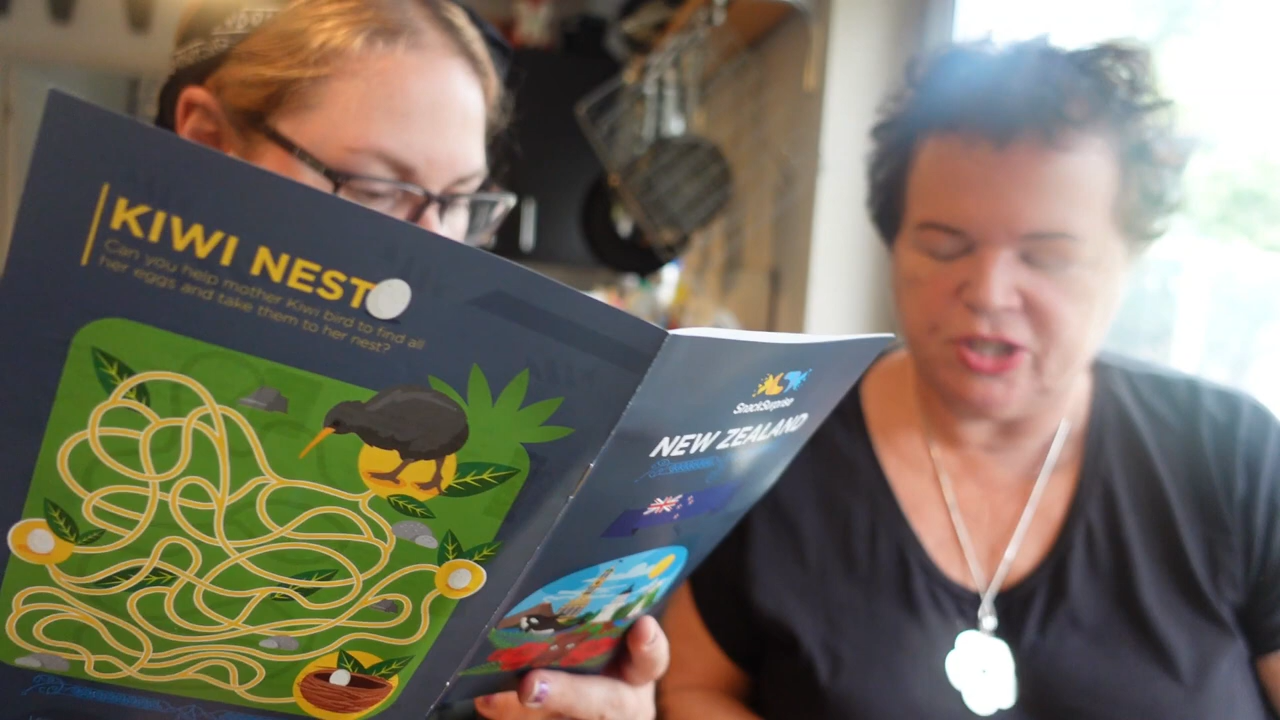 KIWI NEST
Can you help mother Kiwi bird to find all
her eggs and take them to her nest?
SnackSurprise
NEW ZEALAND